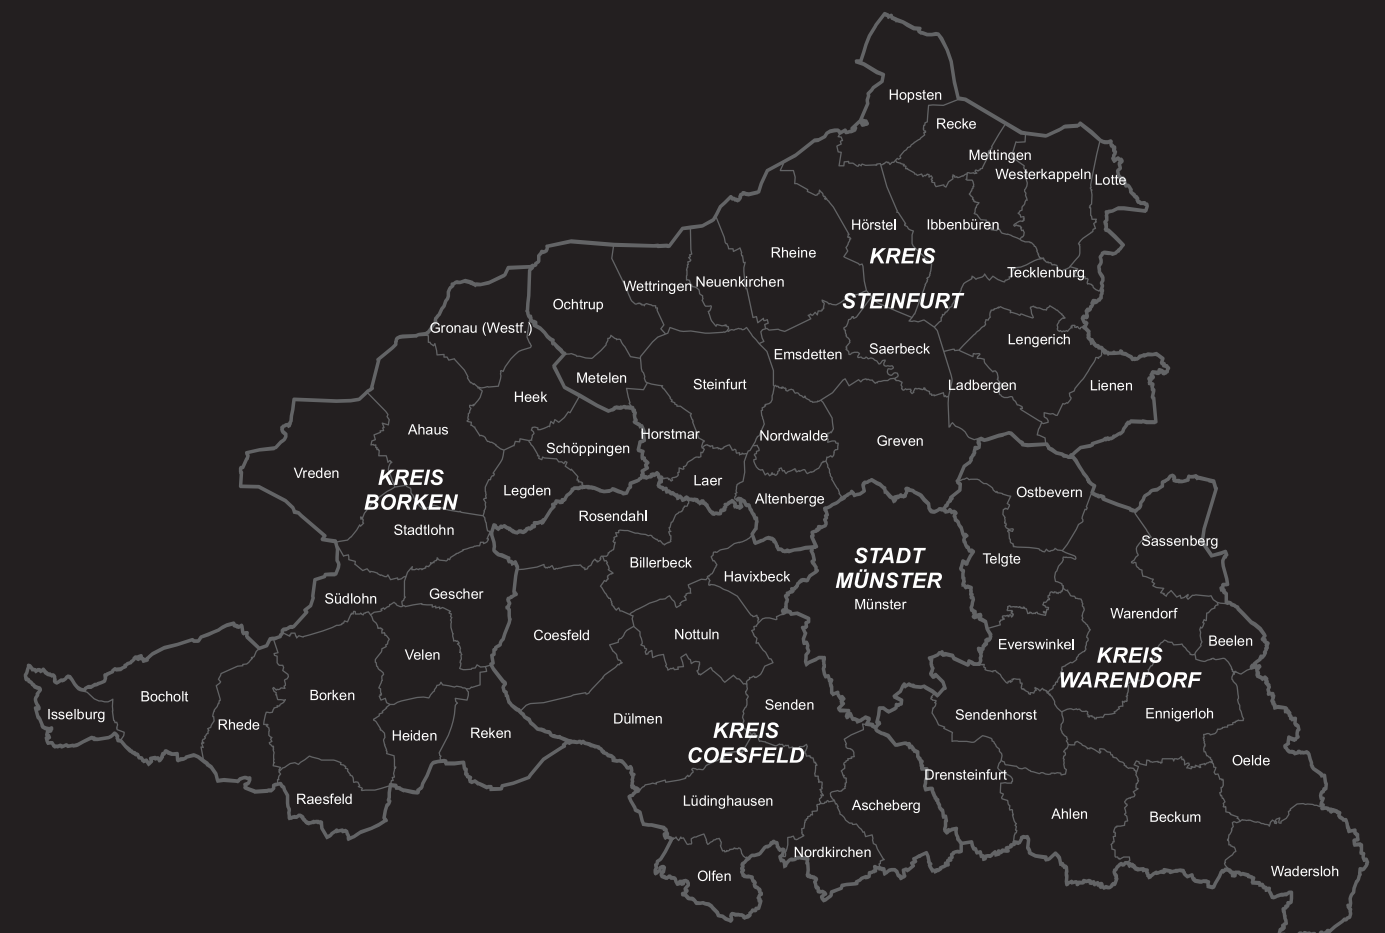 Hopsten
Recke
Mettingen
Westerkappeln
Lotte
Hörstel
Ibbenbüren
Rheine
KREIS
STEINFURT
Tecklenburg
Wettringen
Neuenkirchen
Ochtrup
Gronau (Westf.)
Lengerich
Saerbeck
Emsdetten
Metelen
Steinfurt
Ladbergen
Lienen
Heek
Ahaus
Horstmar
Nordwalde
Greven
Schöppingen
Vreden
KREIS
BORKEN
Laer
Legden
Altenberge
Ostbevern
Rosendahl
Stadtlohn
Sassenberg
STADT
MÜNSTER
Münster
Telgte
Billerbeck
Havixbeck
Gescher
Südlohn
Warendorf
Coesfeld
Nottuln
Everswinkel
Beelen
Velen
KREIS
WARENDORF
Borken
Bocholt
Isselburg
Rhede
Senden
Dülmen
Sendenhorst
Ennigerloh
Heiden
Reken
KREIS
COESFELD
Oelde
Drensteinfurt
Raesfeld
Lüdinghausen
Ascheberg
Ahlen
Beckum
Nordkirchen
Olfen
Wadersloh